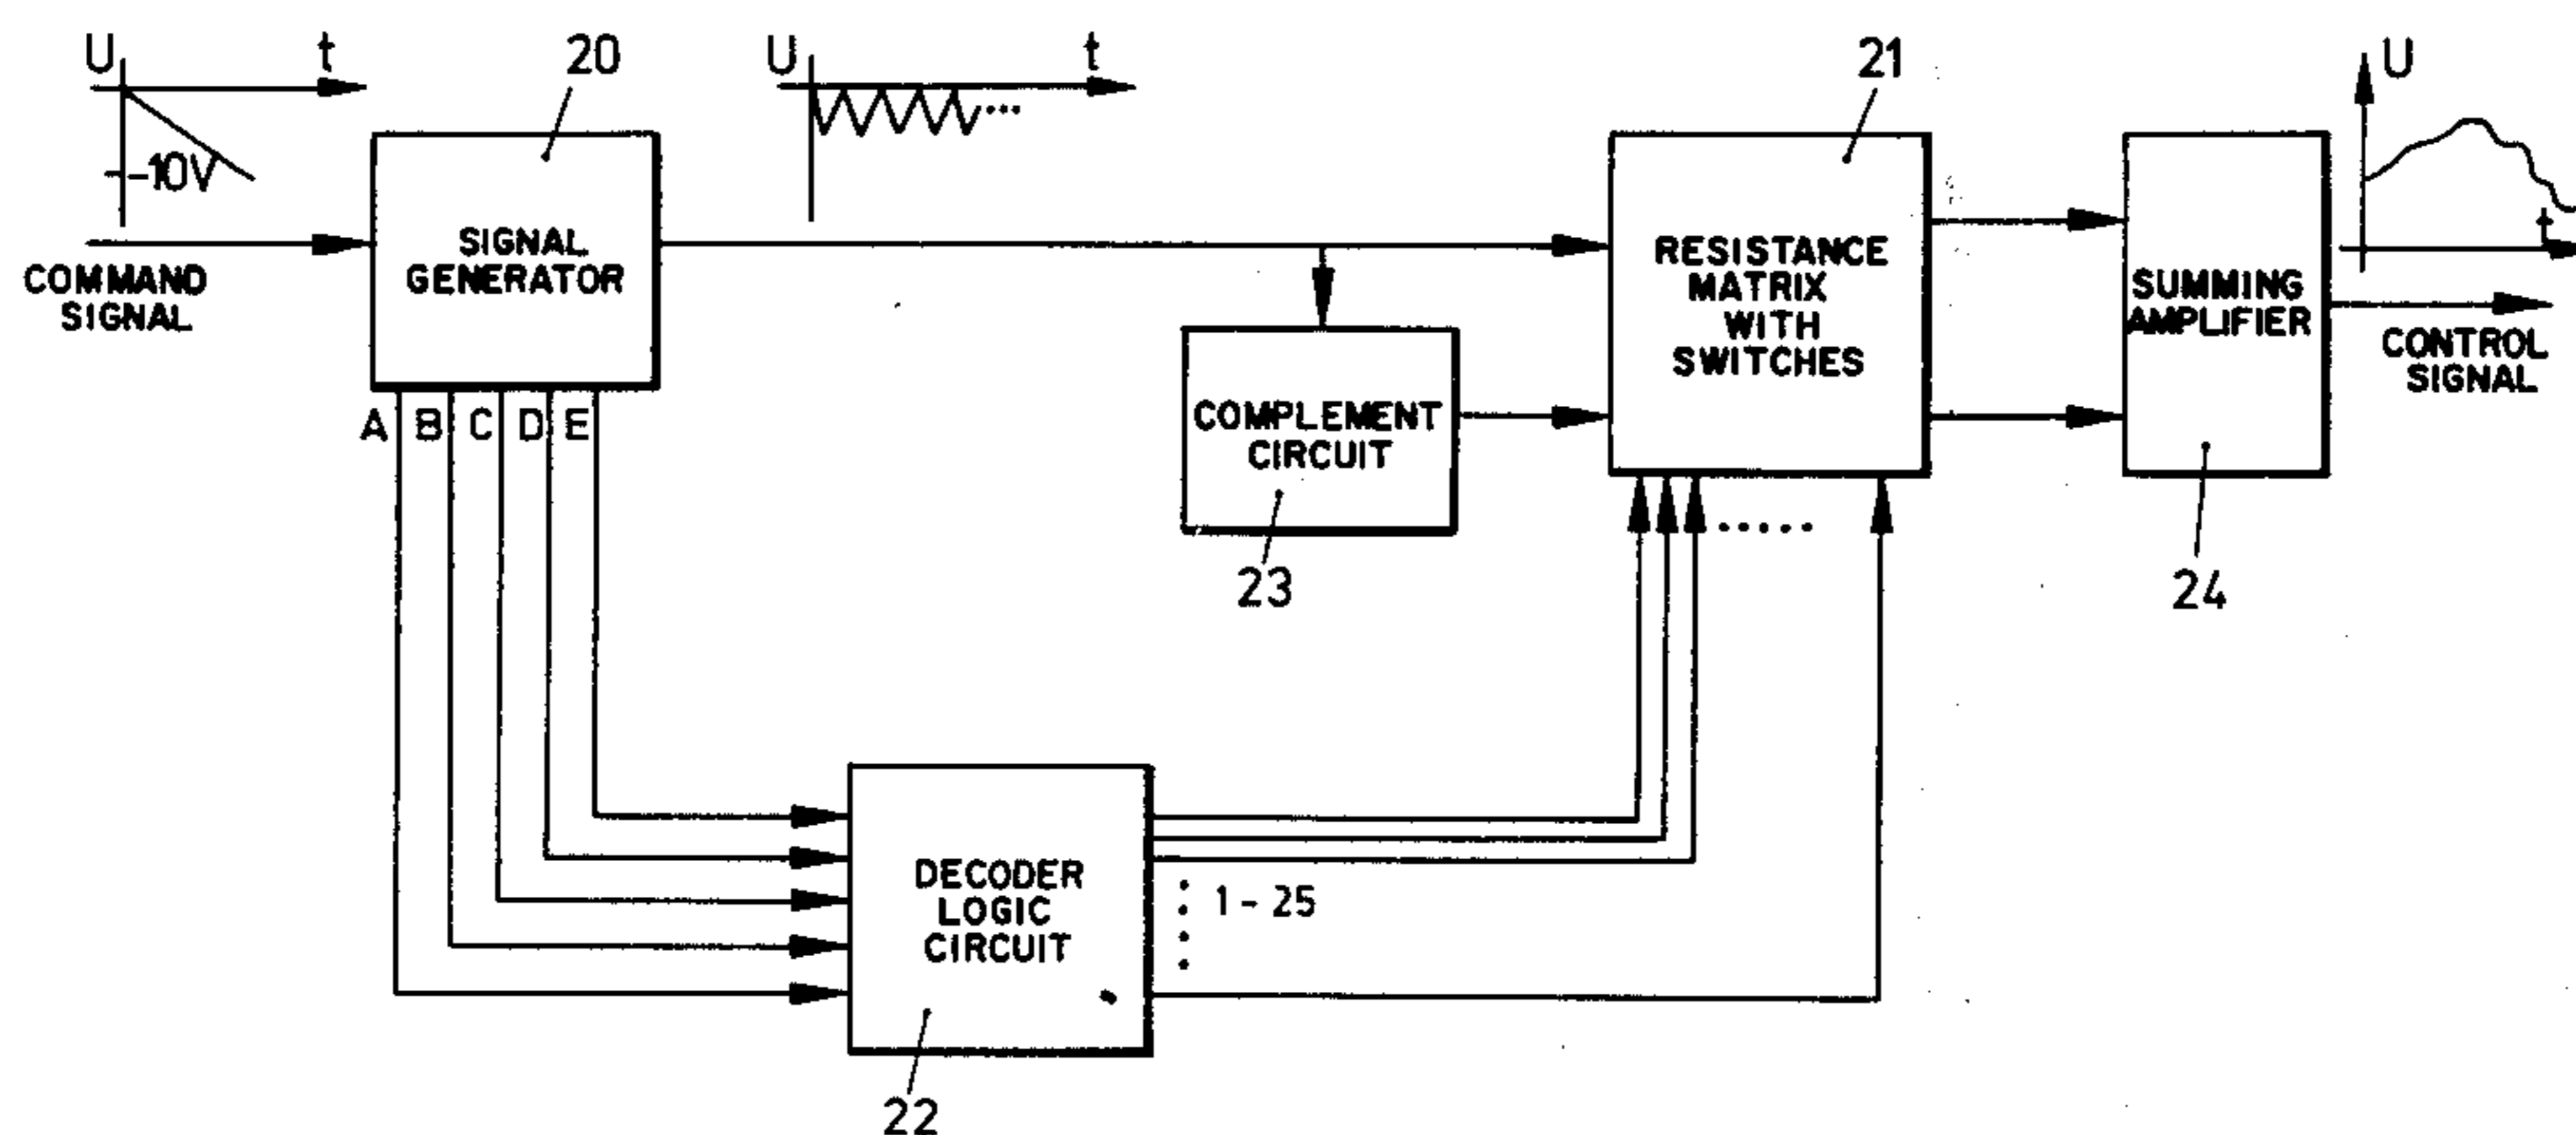 U t
-10V
COMMAND
SIGNAL
20
SIGNAL
GENERATOR
A B C D E
U t
21
RESISTANCE
MATRIX
WITH
SWITCHES
COMPLEMENT
CIRCUIT
23
SUMMING
AMPLIFIER
24
U
t
CONTROL
SIGNAL
DECODER
LOGIC
CIRCUIT
1 - 25
22